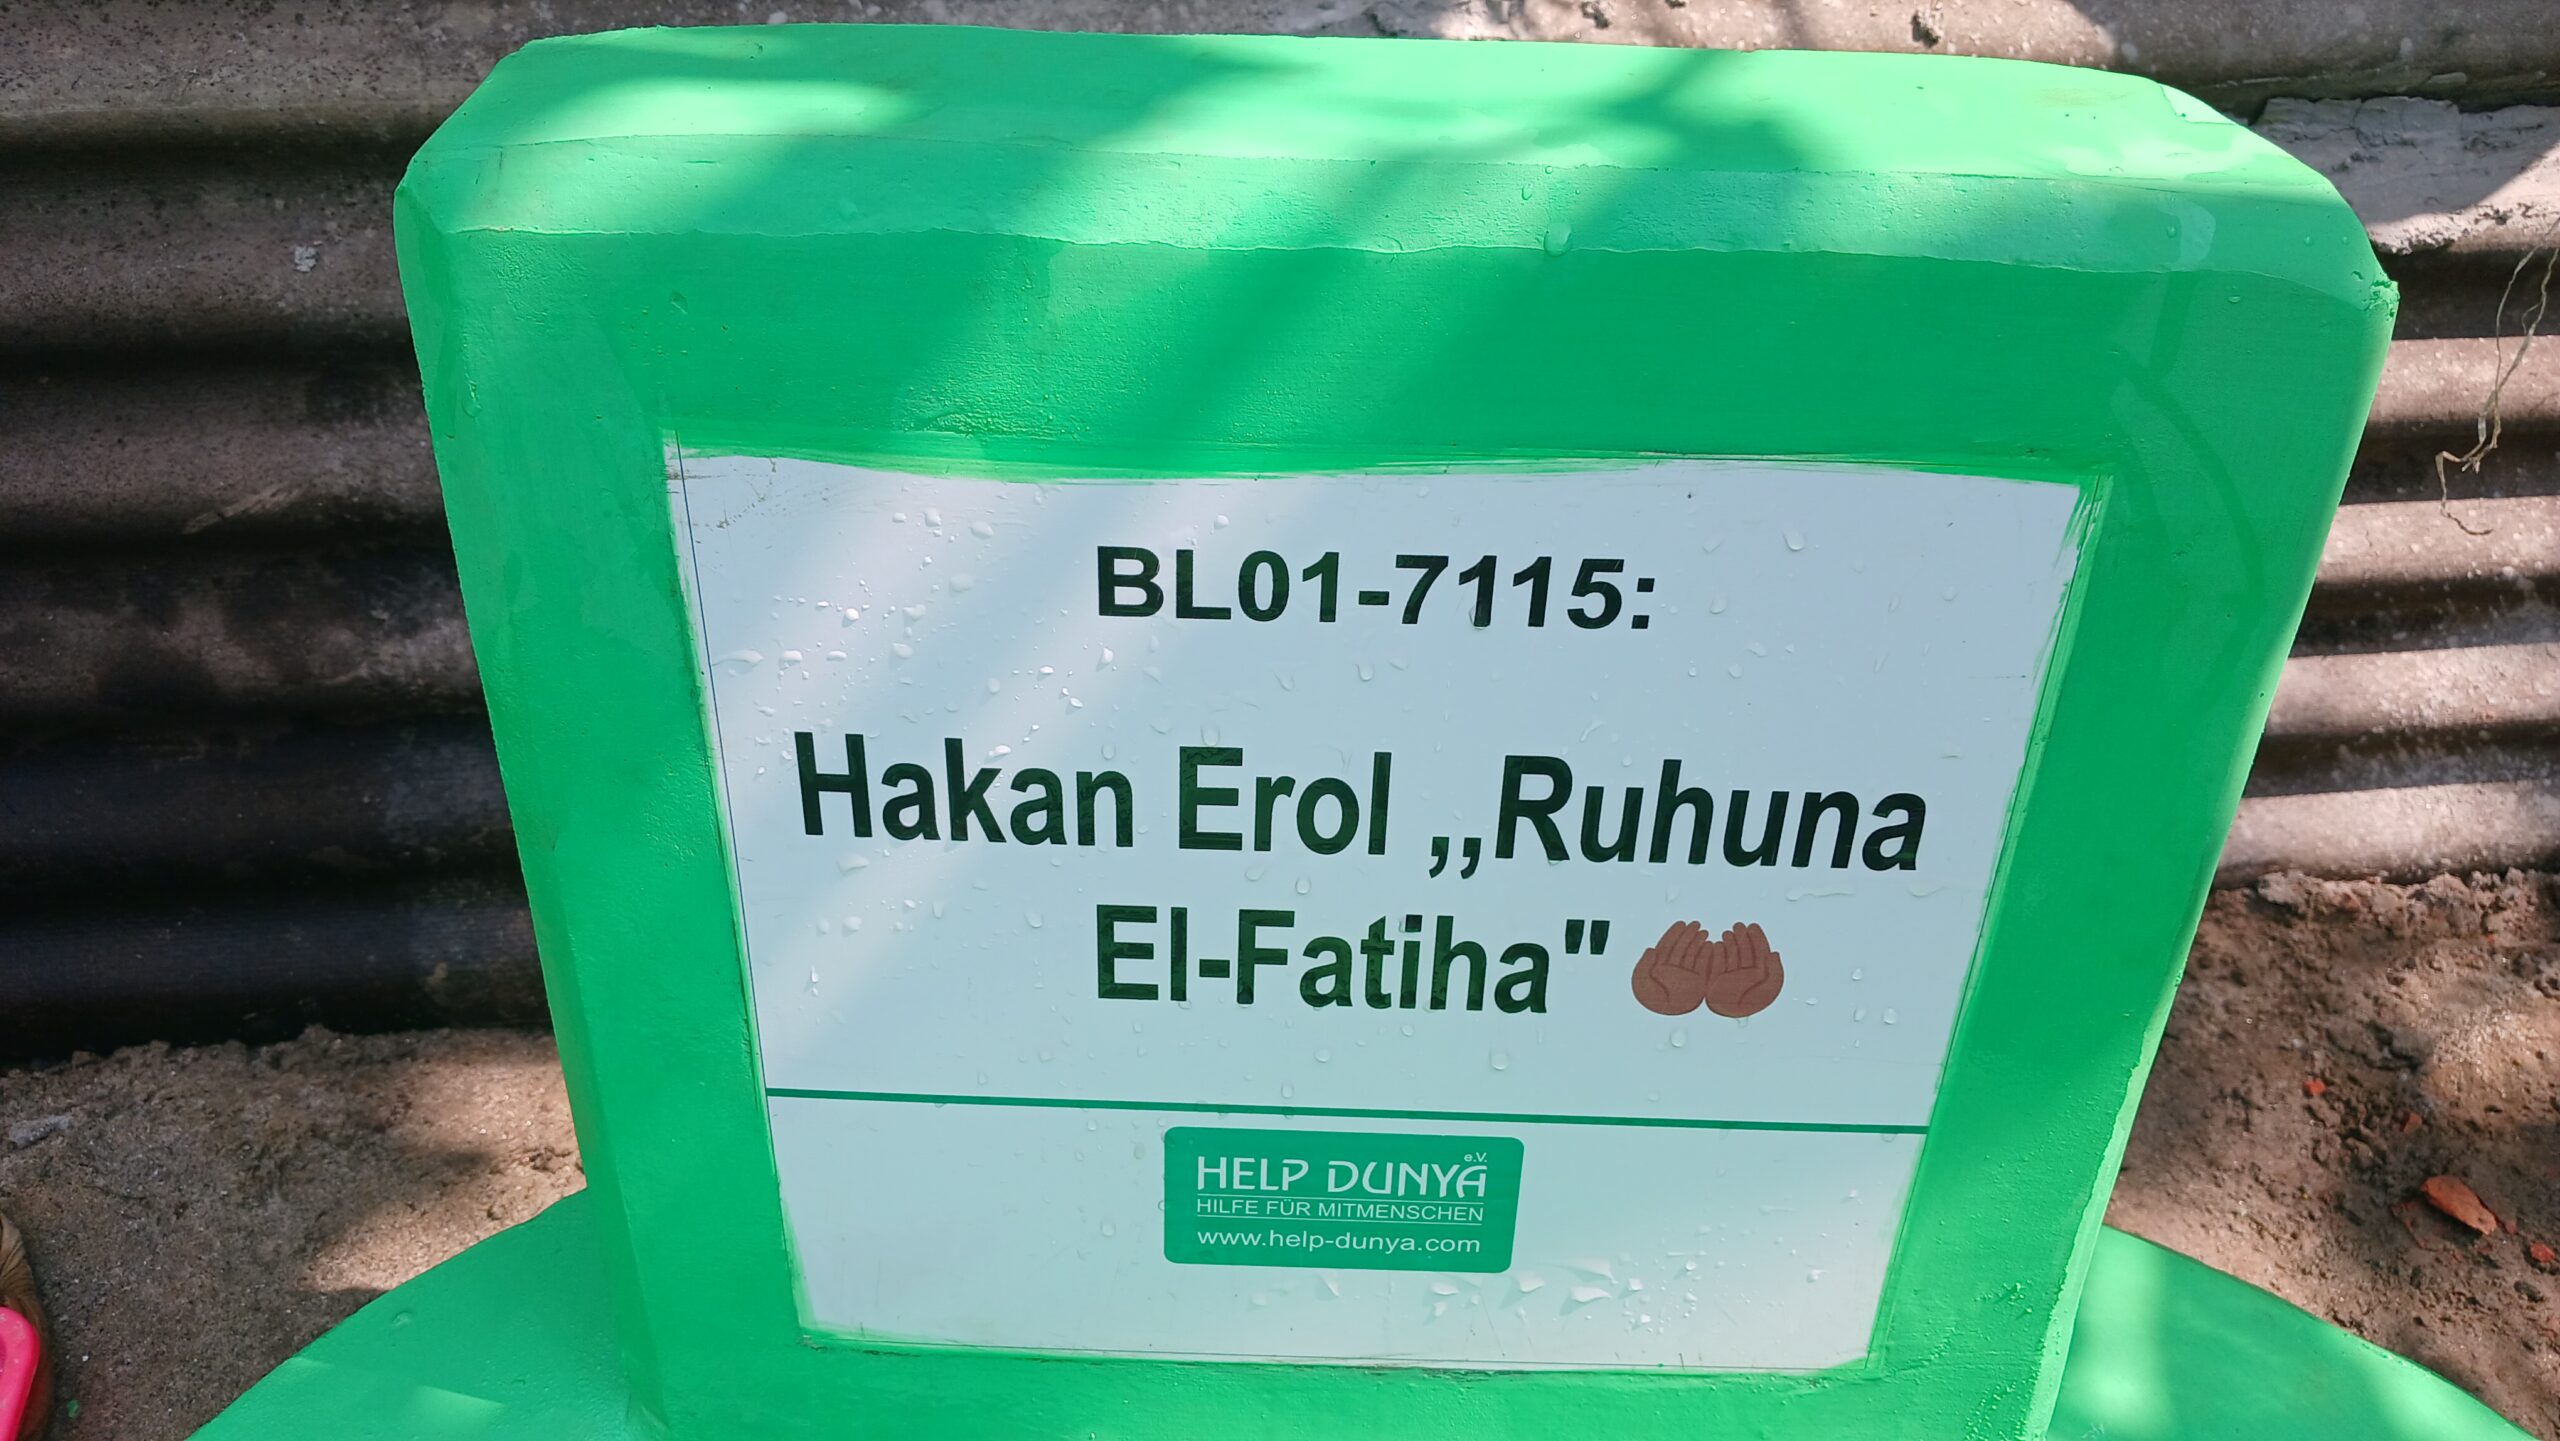 BL01-7115:
Hakan Erol ,,Ruhuna
El-Fatiha" 🤲🏾
HELP DUNYA e.V.
HILFE FÜR MITMENSCHEN
www.help-dunya.com